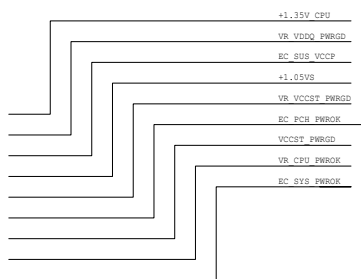 +1.35V_CPU
VR_VDDQ_PWRGD
EC_SUS_VCCP
+1.05VS
VR_VCCST_PWRGD
EC_PCH_PWROK
VCCST_PWRGD
VR_CPU_PWROK
EC_SYS_PWROK